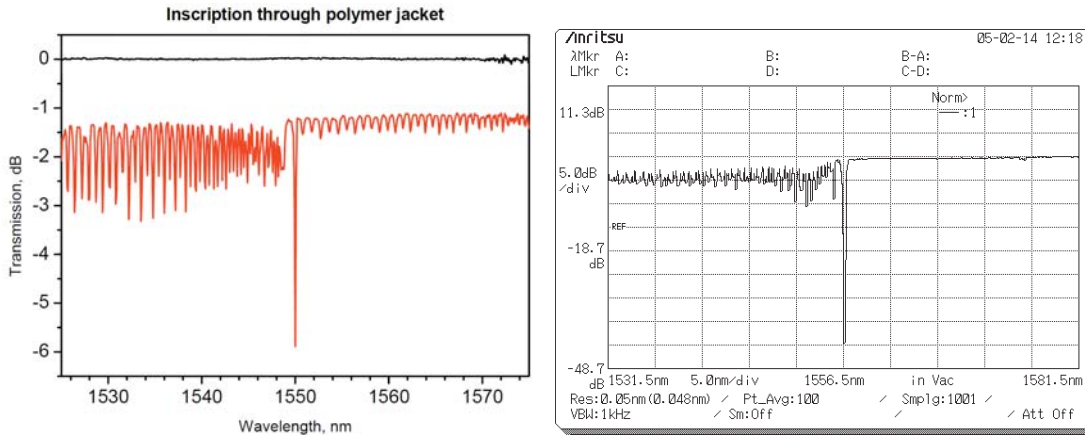 Inscription through polymer jacket
0
-1
-2
-3
-4
-5
-6
Transmission, dB
1530 1540 1550 1560 1570
Wavelength, nm
Anritsu 05-02-14 12:18
λMkr A: B: B-A:
LMkr C: D: C-D:
Norm>
:1
11.3dB
5.0dB
/div
REF
-18.7
dB
-48.7
dB 1531.5nm 5.0nm/div 1556.5nm in Vac 1581.5nm
Res:0.05nm(0.048nm) / Pt_Avg:100 / Smplg:1001 /
VBW:1kHz / Sm:Off / / Att Off